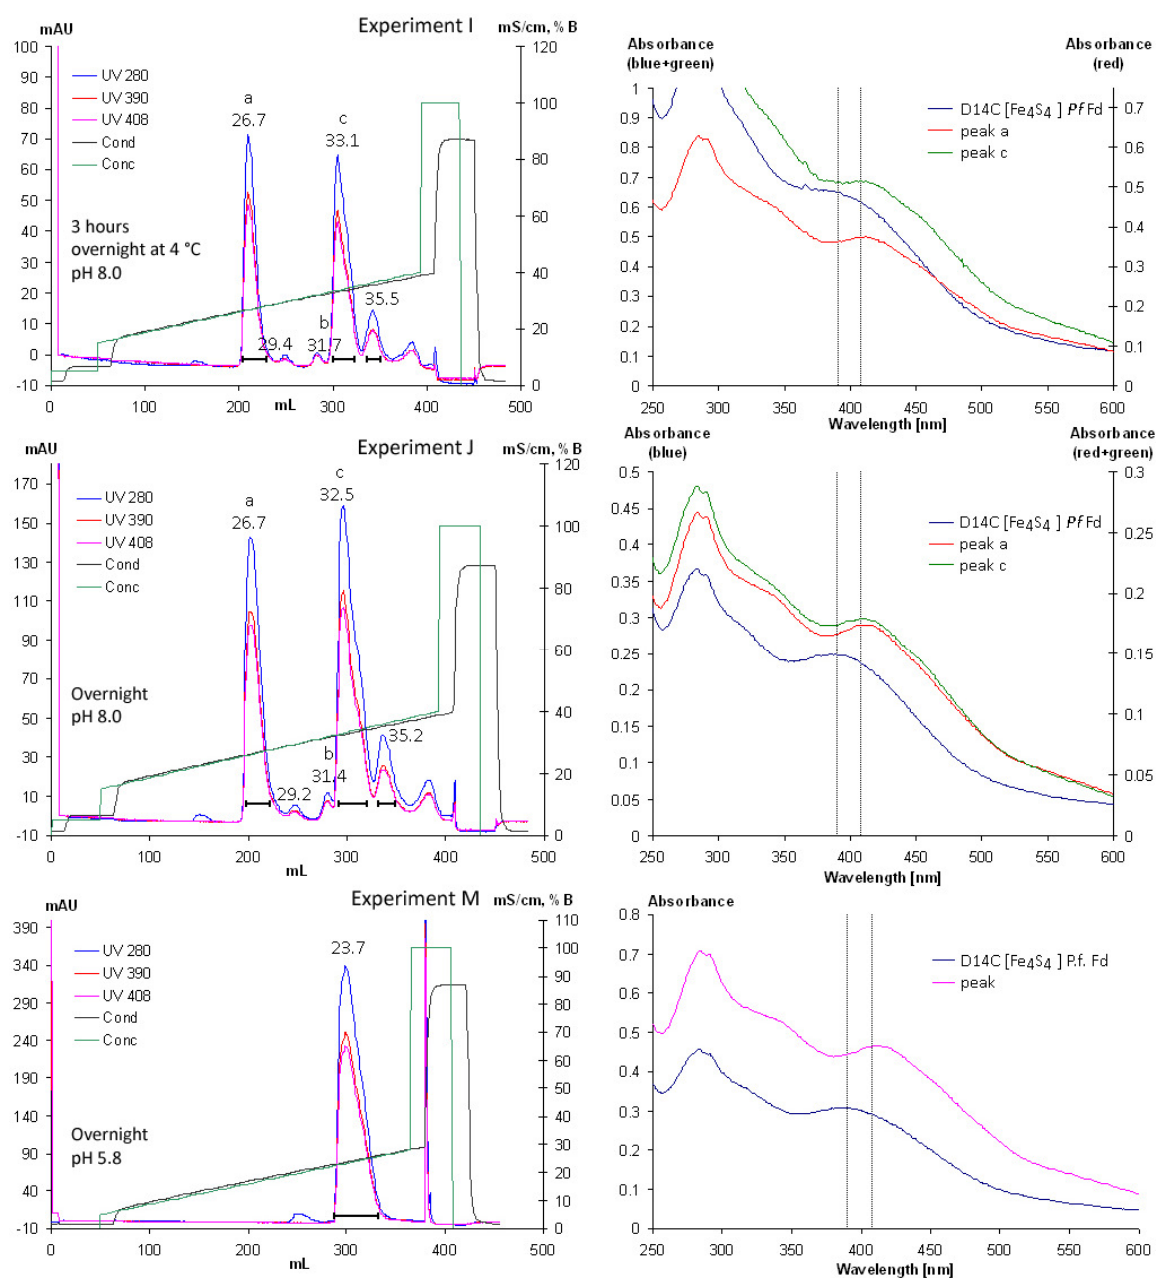 Experiment I
mAU
mS/cm, % B
100
90
80
70
60
50
40
30
20
10
0
-10
120
100
80
60
40
20
0
UV 280
UV 390
UV 408
Cond
Conc
a
26.7
c
33.1
3 hours
overnight at 4 °C
pH 8.0
35.5
b
29.4
31.7
0 100 200 300 400 500
mL
Absorbance
(blue+green)
Absorbance
(red)
1
0.9
0.8
0.7
0.6
0.5
0.4
0.3
0.2
0.1
0
0.7
0.6
0.5
0.4
0.3
0.2
0.1
0
D14C [Fe4S4 ] Pf Fd
peak a
peak c
250 300 350 400 450 500 550 600
Wavelength [nm]
Experiment J
mAU
mS/cm, % B
170
150
130
110
90
70
50
30
10
-10
120
100
80
60
40
20
0
UV 280
UV 390
UV 408
Cond
Conc
a
26.7
c
32.5
Overnight
pH 8.0
35.2
b
31.4
29.2
0 100 200 300 400 500
mL
Absorbance
(blue)
Absorbance
(red+green)
0.5
0.45
0.4
0.35
0.3
0.25
0.2
0.15
0.1
0.05
0
0.3
0.25
0.2
0.15
0.1
0.05
0
D14C [Fe4S4 ] Pf Fd
peak a
peak c
250 300 350 400 450 500 550 600
Wavelength [nm]
Experiment M
mAU
mS/cm, % B
390
340
290
240
190
140
90
40
-10
110
100
90
80
70
60
50
40
30
20
10
0
UV 280
UV 390
UV 408
Cond
Conc
23.7
Overnight
pH 5.8
0 100 200 300 400 500
mL
Absorbance
0.8
0.7
0.6
0.5
0.4
0.3
0.2
0.1
0
D14C [Fe4S4 ] P.f. Fd
peak
250 300 350 400 450 500 550 600
Wavelength [nm]